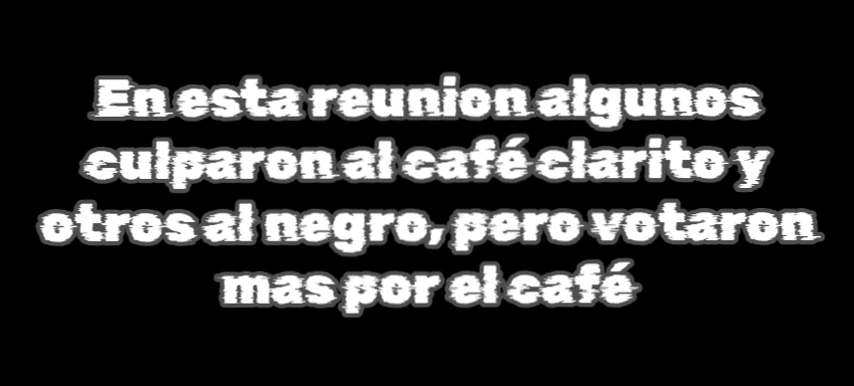 En esta reunion algunos
culparon al café clarito y
otros al negro, pero votaron
mas por el café